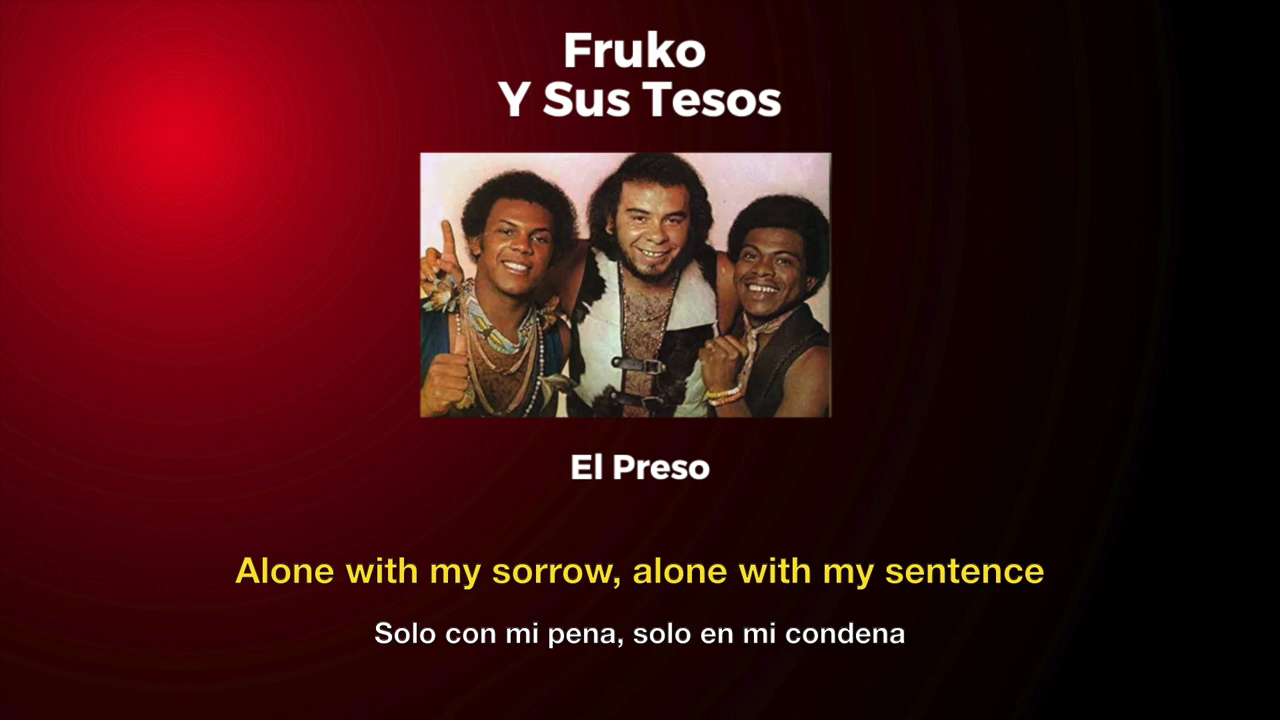 Fruko
Y Sus Tesos
El Preso
Alone with my sorrow, alone with my sentence
Solo con mi pena, solo en mi condena